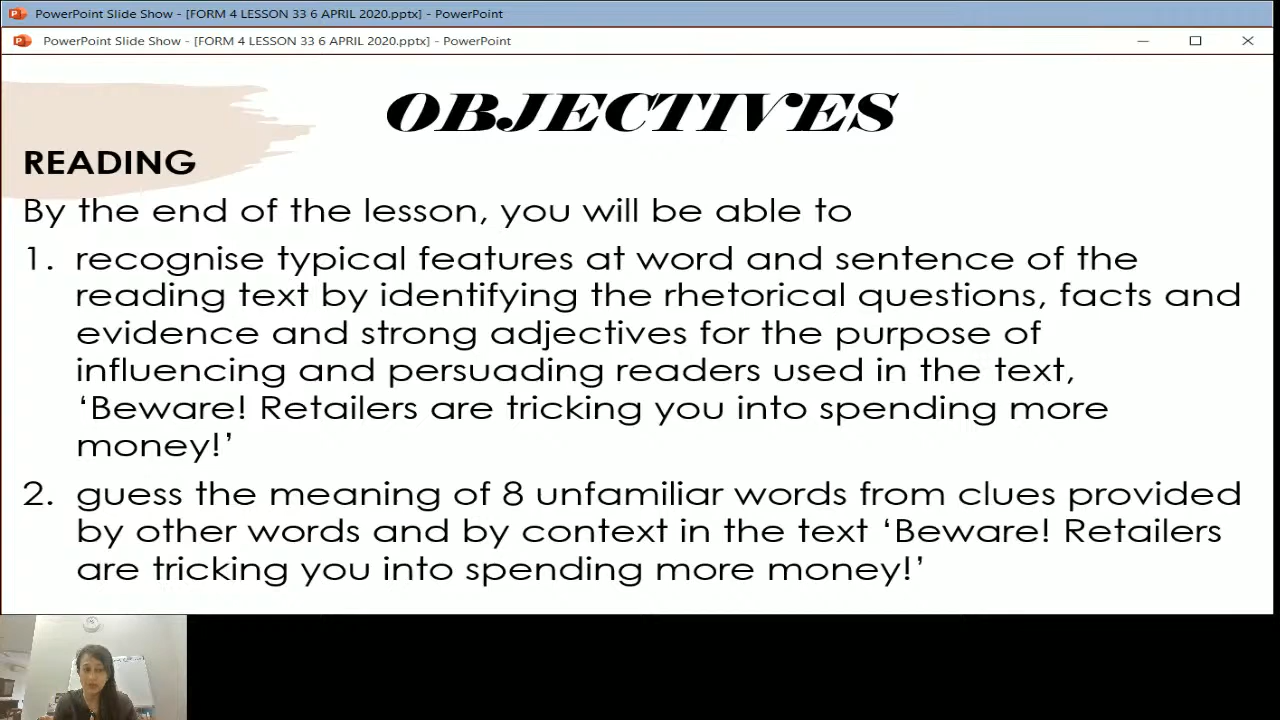 PowerPoint Slide Show - [FORM 4 LESSON 33 6 APRIL 2020.pptx] - PowerPoint
PowerPoint Slide Show - [FORM 4 LESSON 33 6 APRIL 2020.pptx] - PowerPoint
OBJECTIVES
READING
By the end of the lesson, you will be able to
1. recognise typical features at word and sentence of the
reading text by identifying the rhetorical questions, facts and
evidence and strong adjectives for the purpose of
influencing and persuading readers used in the text,
‘Beware! Retailers are tricking you into spending more
money!’
2. guess the meaning of 8 unfamiliar words from clues provided
by other words and by context in the text ‘Beware! Retailers
are tricking you into spending more money!’